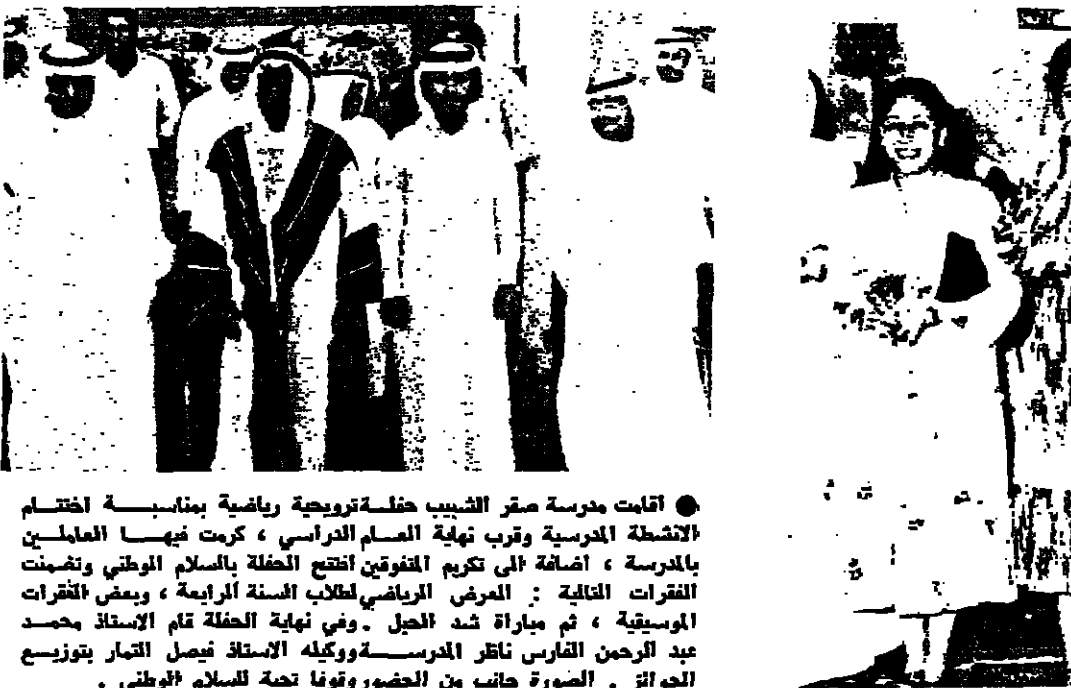 ● أقامت مدرسة صقر الشبيب حفلة ترويحية رياضية بمناسبة اختتام
الانشطة المدرسية وقرب نهاية العام الدراسي ، كرمت فيها العاملين
بالمدرسة ، اضافة الى تكريم المتفوقين افتتح الحفلة بالسلام الوطني وتضمنت
الفقرات التالية : العرض الرياضي لطلاب السنة الرابعة ، وبعض الفقرات
الموسيقية ، ثم مباراة شد الحبل . وفي نهاية الحفلة قام الاستاذ محمد
عبد الرحمن الفارس ناظر المدرسة ووكيله الاستاذ فيصل التمار بتوزيع
الجوائز . الصورة جانب من الحضور وقوفا تحية للسلام الوطني .